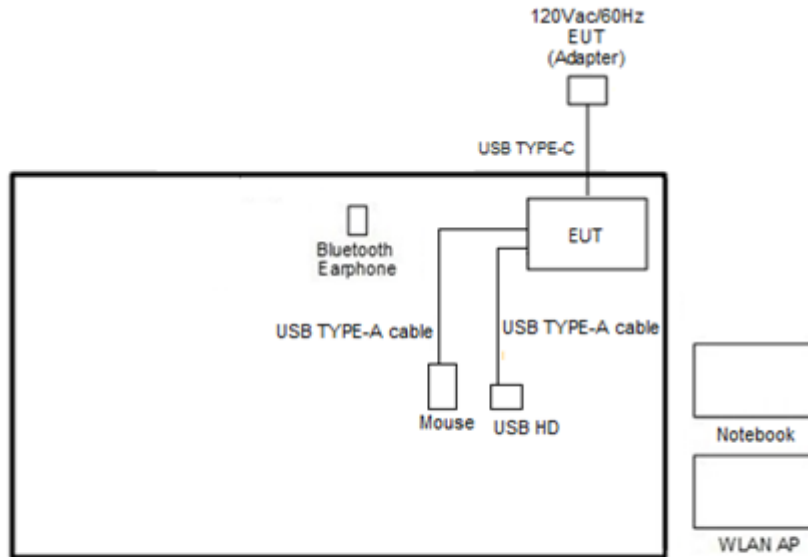 120Vac/60Hz
EUT
(Adapter)
USB TYPE-C
EUT
Bluetooth
Earphone
USB TYPE-A cable
USB TYPE-A cable
Mouse
USB HD
Notebook
WLAN AP